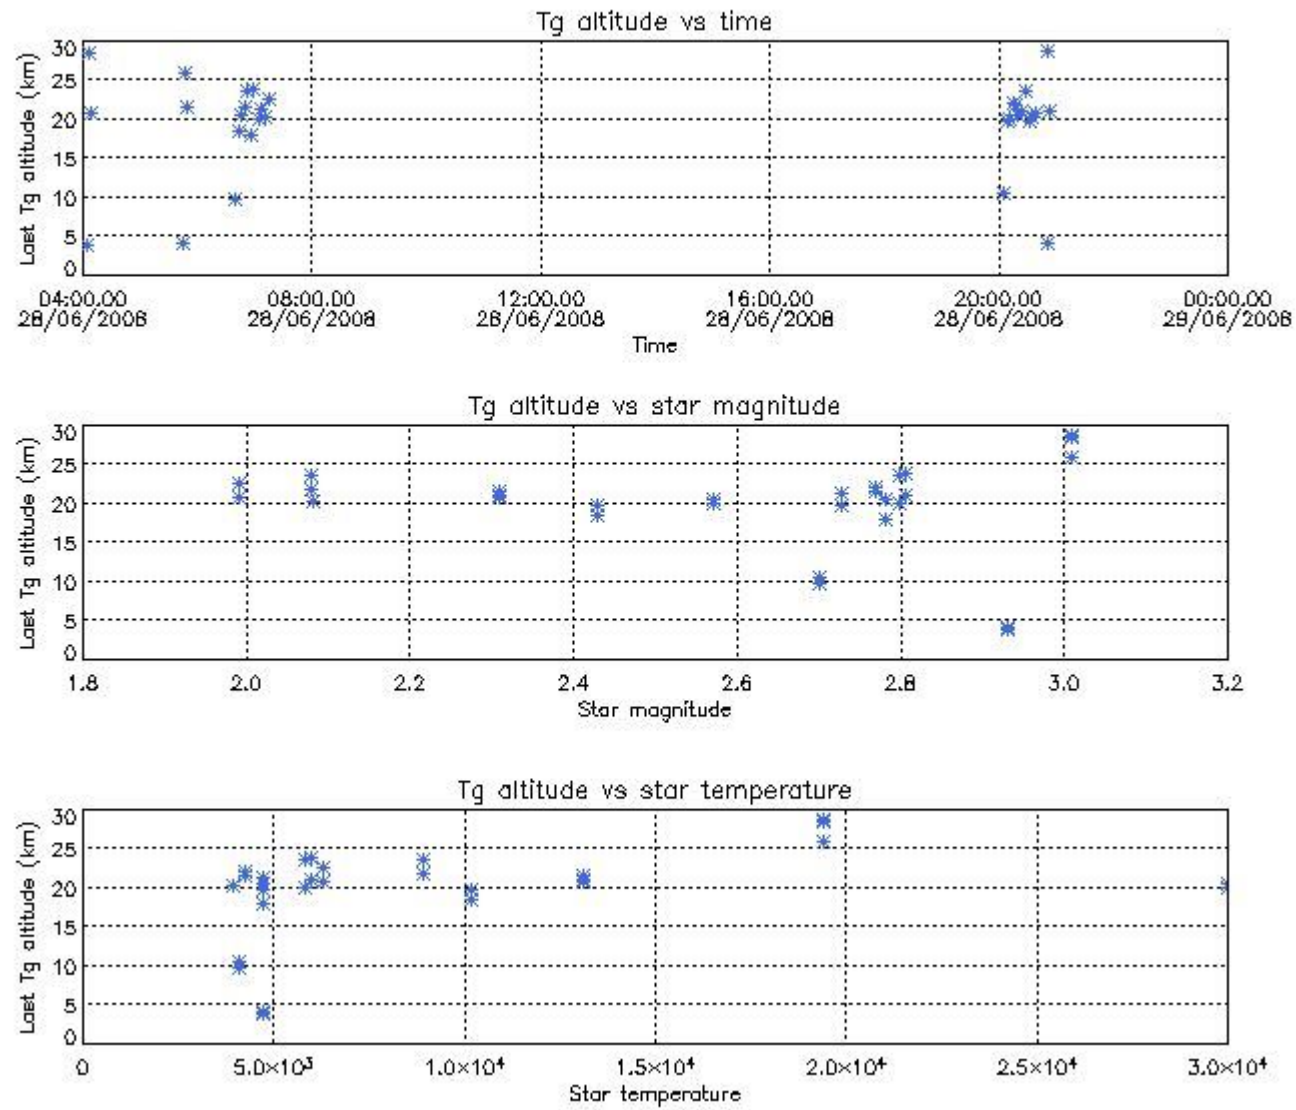 Tg altitude vs time
Last Tg altitude (km)
30
25
20
15
10
5
0
04:00.00 08:00.00 12:00.00 16:00.00 20:00.00 00:00.00
28/06/2008 28/06/2008 28/06/2008 28/06/2008 28/06/2008 29/06/2008
Time
Tg altitude vs star magnitude
Last Tg altitude (km)
30
25
20
15
10
5
0
1.8 2.0 2.2 2.4 2.6 2.8 3.0 3.2
Star magnitude
Tg altitude vs star temperature
Last Tg altitude (km)
30
25
20
15
10
5
0
0 5.0×10³ 1.0×10⁴ 1.5×10⁴ 2.0×10⁴ 2.5×10⁴ 3.0×10⁴
Star temperature